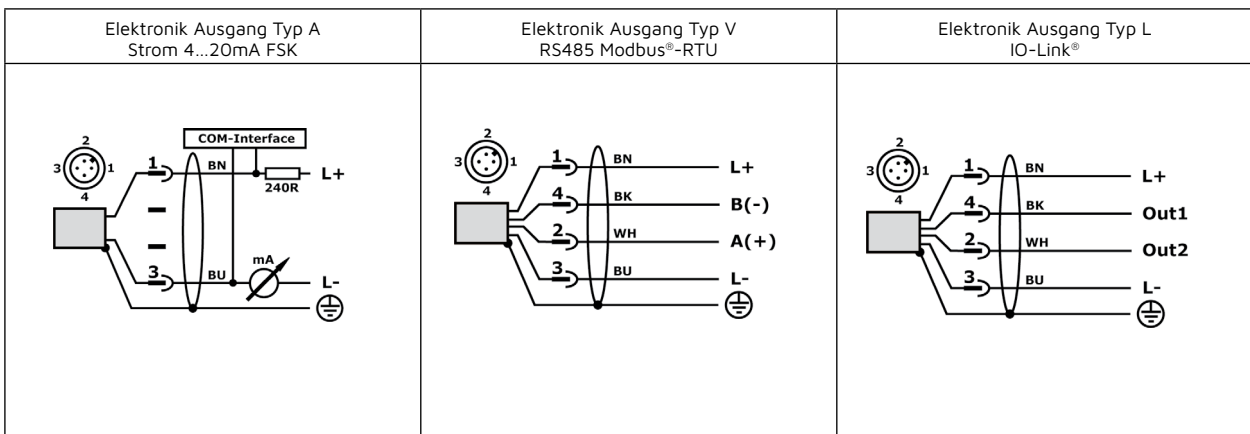 Elektronik Ausgang Typ A
Strom 4...20mA FSK
Elektronik Ausgang Typ V
RS485 Modbus®-RTU
Elektronik Ausgang Typ L
IO-Link®
COM-Interface
2
3
1
4
1
BN
240R
L+
3
BU
mA
L-
2
3
1
4
1
BN
L+
4
BK
B(-)
2
WH
A(+)
3
BU
L-
2
3
1
4
1
BN
L+
4
BK
Out1
2
WH
Out2
3
BU
L-